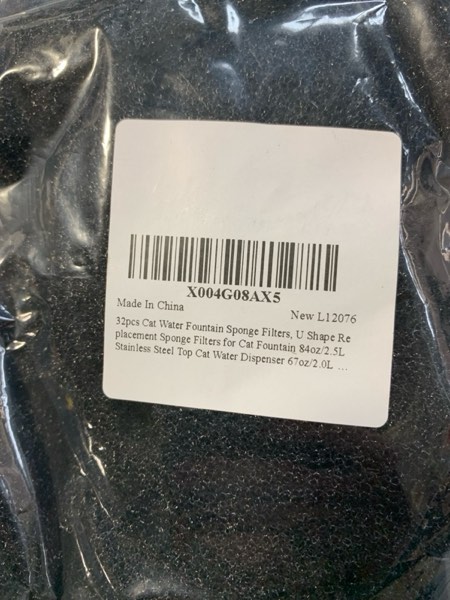 X004G08AX5
Made In China
New L12076
32pcs Cat Water Fountain Sponge Filters, U Shape Re
placement Sponge Filters for Cat Fountain 84oz/2.5L
Stainless Steel Top Cat Water Dispenser 67oz/2.0L ...